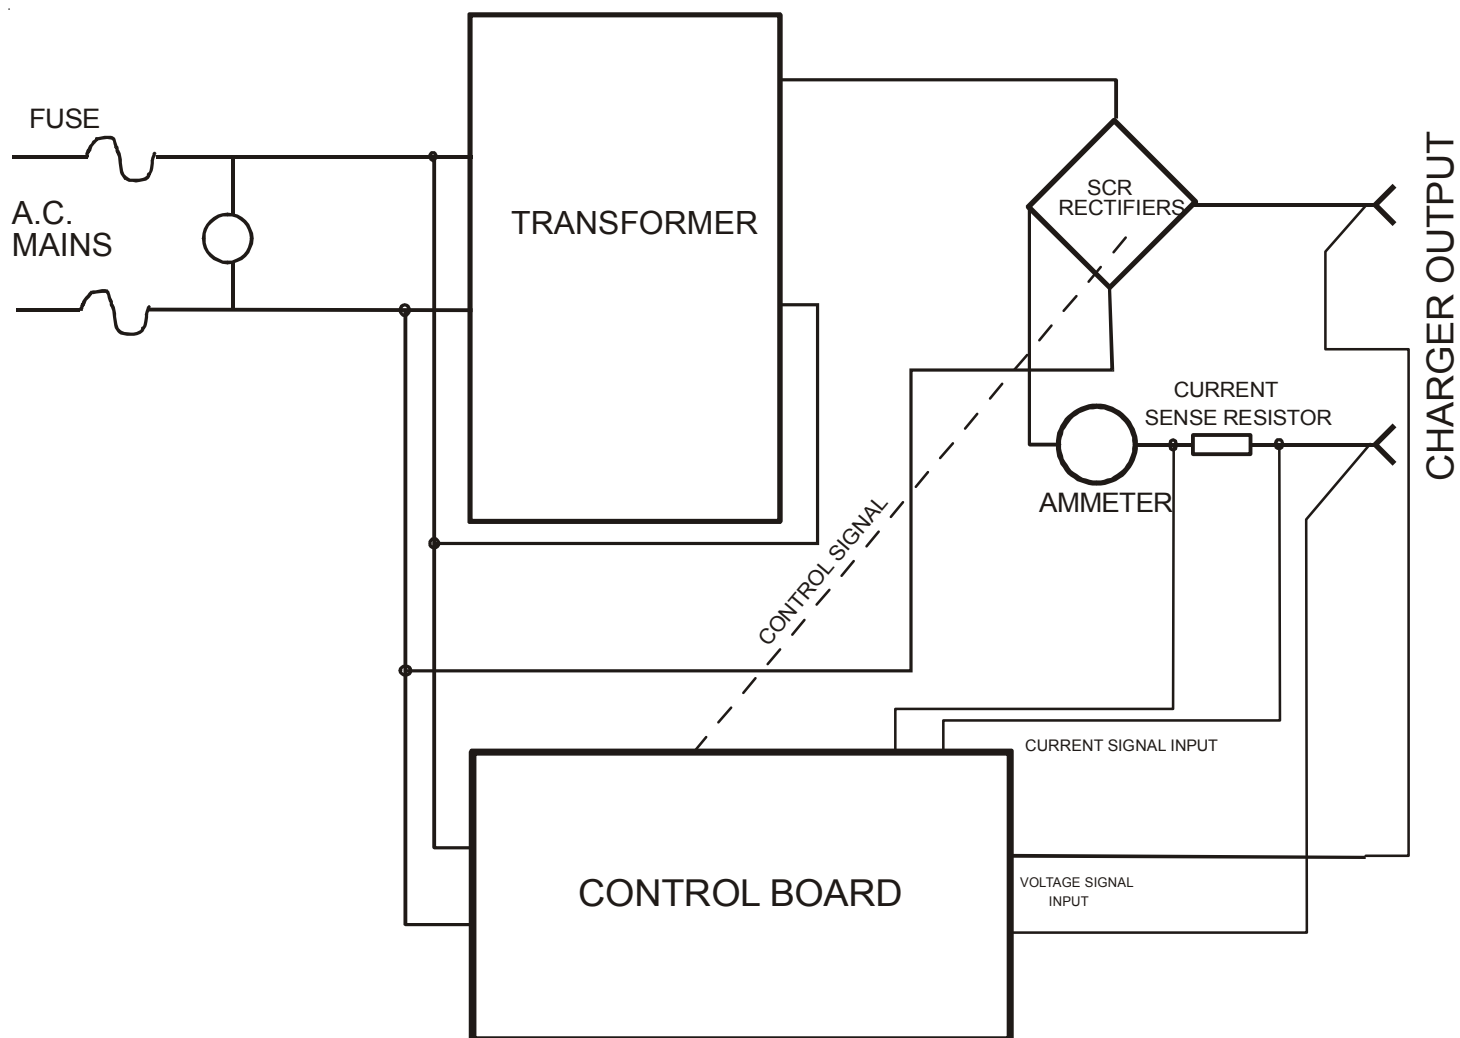 FUSE
A.C.
MAINS
TRANSFORMER
SCR
RECTIFIERS
CHARGER OUTPUT
CURRENT
SENSE RESISTOR
AMMETER
CONTROL SIGNAL
CURRENT SIGNAL INPUT
CONTROL BOARD
VOLTAGE SIGNAL
INPUT